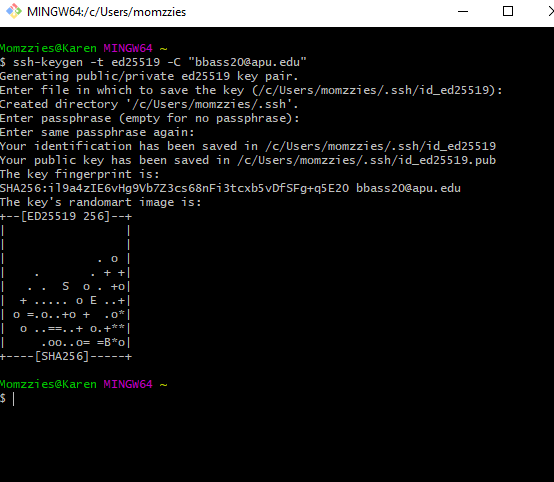 MINGW64:/c/Users/momzzies
Momzzies@Karen MINGW64 ~
$ ssh-keygen -t ed25519 -C "bbass20@apu.edu"
Generating public/private ed25519 key pair.
Enter file in which to save the key (/c/Users/momzzies/.ssh/id_ed25519):
Created directory '/c/Users/momzzies/.ssh'.
Enter passphrase (empty for no passphrase):
Enter same passphrase again:
Your identification has been saved in /c/Users/momzzies/.ssh/id_ed25519
Your public key has been saved in /c/Users/momzzies/.ssh/id_ed25519.pub
The key fingerprint is:
SHA256:il9a4zIE6vHg9Vb7Z3cs68nFi3tcxb5vDfSFg+q5E20 bbass20@apu.edu
The key's randomart image is:
+--[ED25519 256]--+
|                 |
|                 |
|             . o |
|    .       . + +|
|   . .  S  o . +o|
|  + ..... o E ..+|
| o =.o..+o +  .o*|
|  o ..==..+ o.+**|
|     .oo..o= =B*o|
+----[SHA256]-----+
Momzzies@Karen MINGW64 ~
$